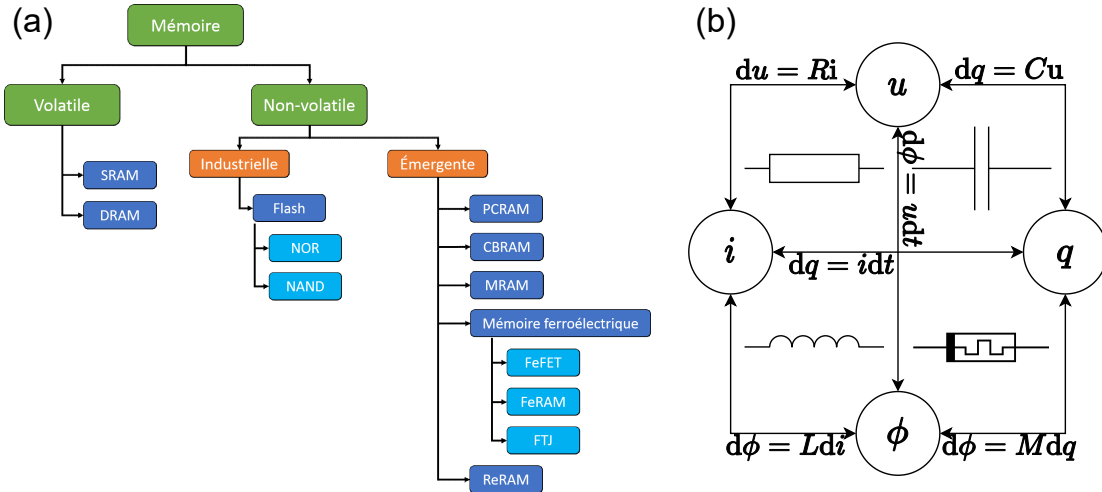 (a)
Mémoire
Volatile
Non-volatile
SRAM
DRAM
Industrielle
Émergente
Flash
NOR
NAND
PCRAM
CBRAM
MRAM
Mémoire ferroélectrique
FeFET
FeRAM
FTJ
ReRAM
(b)
du = Ri
dq = Cu
u
dϕ = udt
i
dq = idt
q
dϕ = Ldi
ϕ
dϕ = Mdq